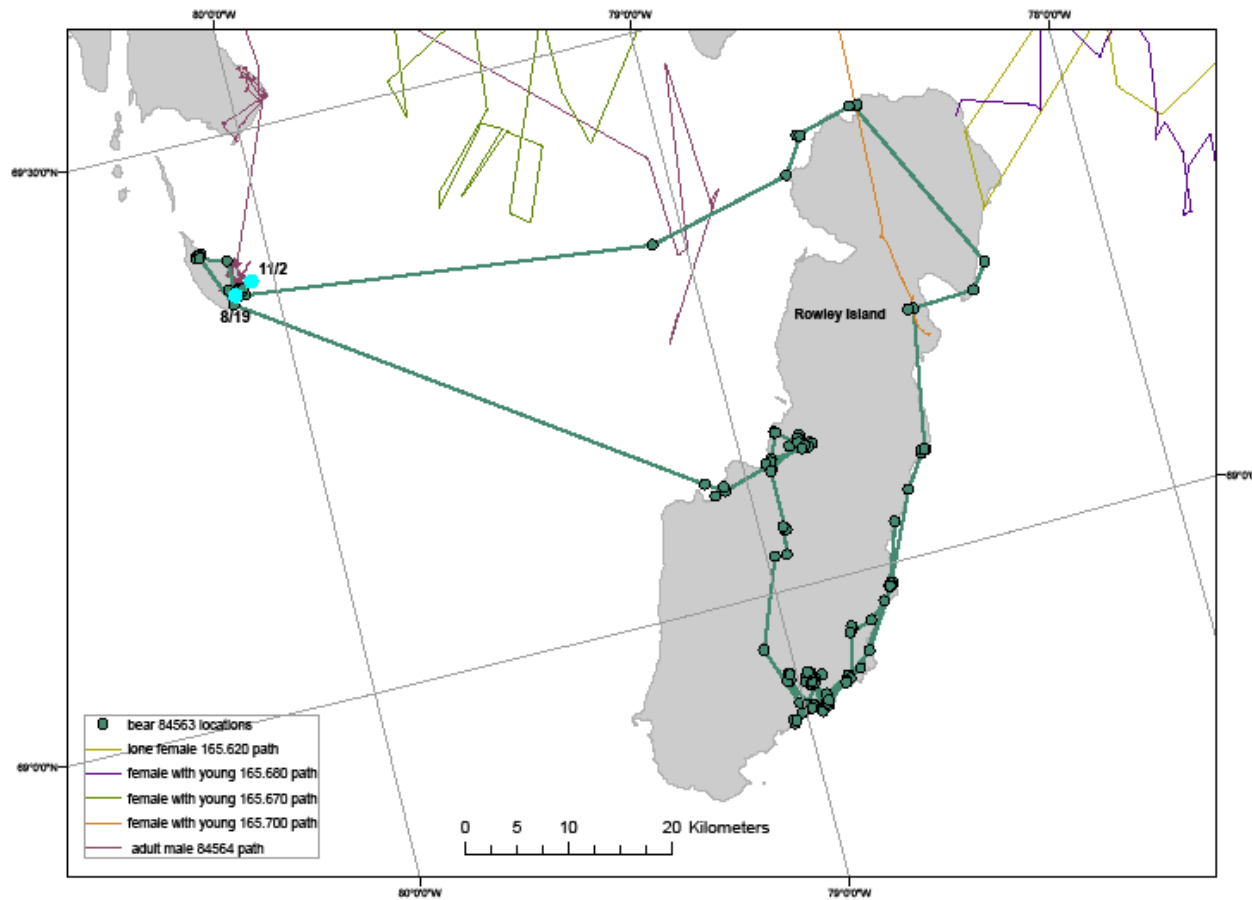 80°0'0"W 79°0'0"W 78°0'0"W
69°30'0"N
11/2
8/19
Rowley Island
69°0'0"N
69°0'0"N
bear 84563 locations
lone female 165.620 path
female with young 165.680 path
female with young 165.670 path
female with young 165.700 path
adult male 84564 path
0 5 10 20 Kilometers
80°0'0"W 79°0'0"W